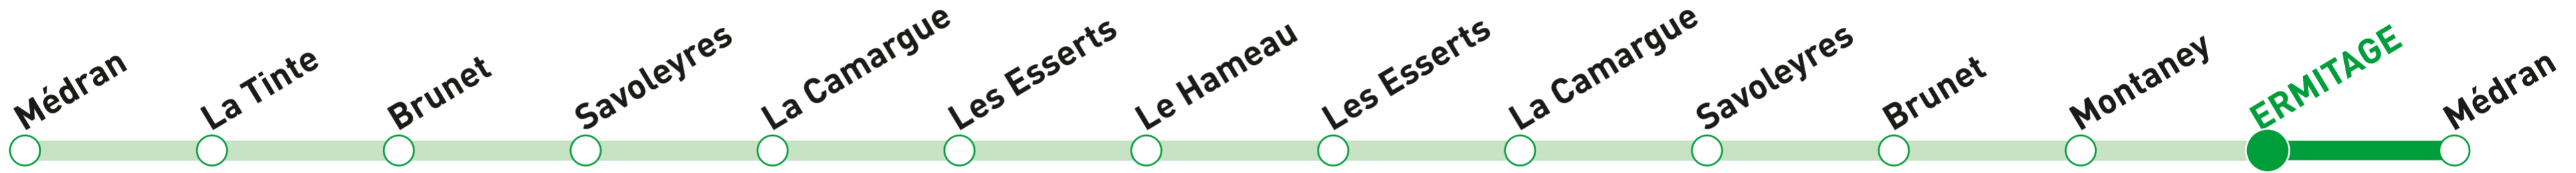 Médran
La Tinte
Brunet
Savoleyres
La Camargue
Les Esserts
Le Hameau
Les Esserts
La Camargue
Savoleyres
Brunet
Montaney
ERMITAGE
Médran